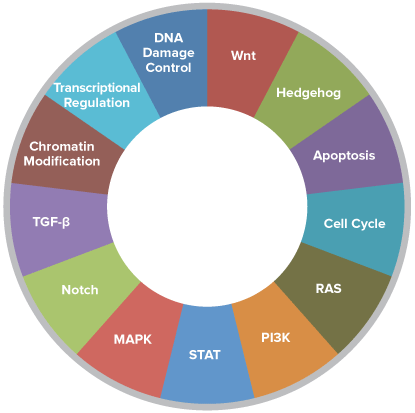 DNA
Damage
Control
Wnt
Hedgehog
Apoptosis
Cell Cycle
RAS
PI3K
STAT
MAPK
Notch
TGF-β
Chromatin
Modification
Transcriptional
Regulation